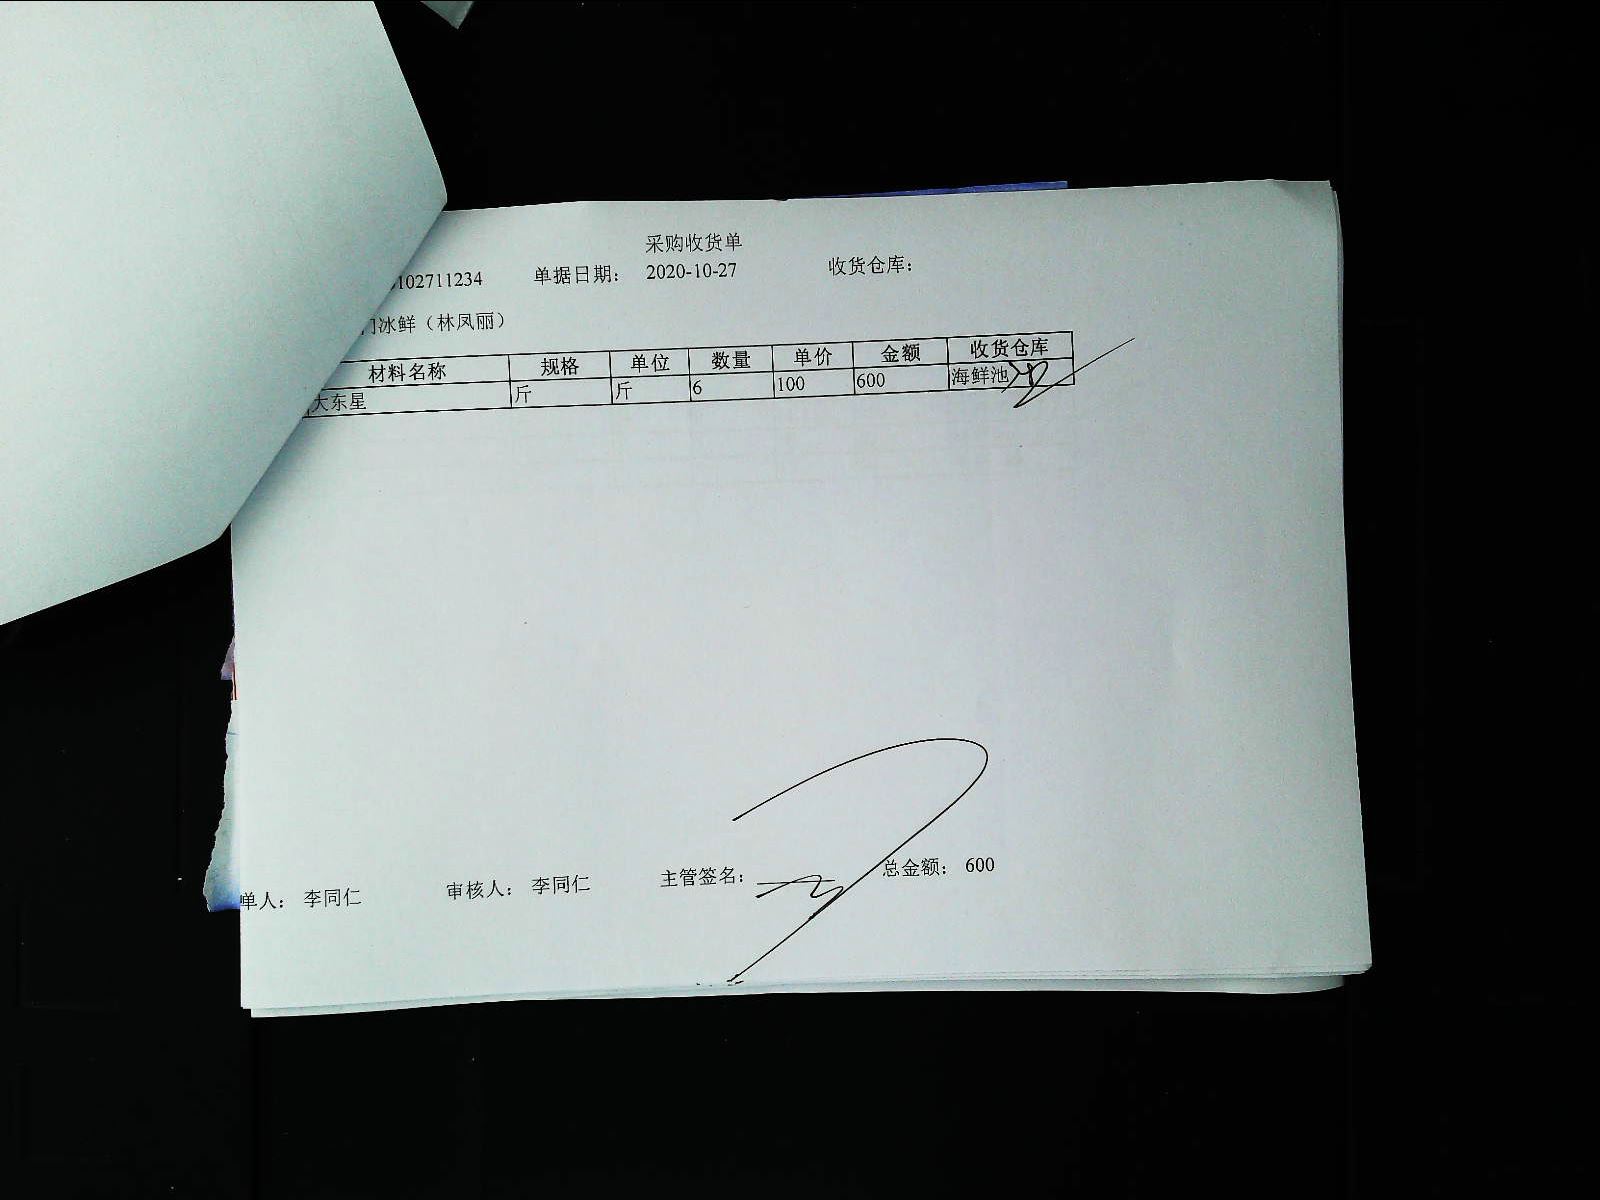 采购收货单
0102711234 单据日期： 2020-10-27 收货仓库：
门冰鲜（林凤丽）
材料名称 规格 单位 数量 单价 金额 收货仓库
大东星 斤 斤 6 100 600 海鲜池
单人： 李同仁 审核人： 李同仁 主管签名： 总金额： 600